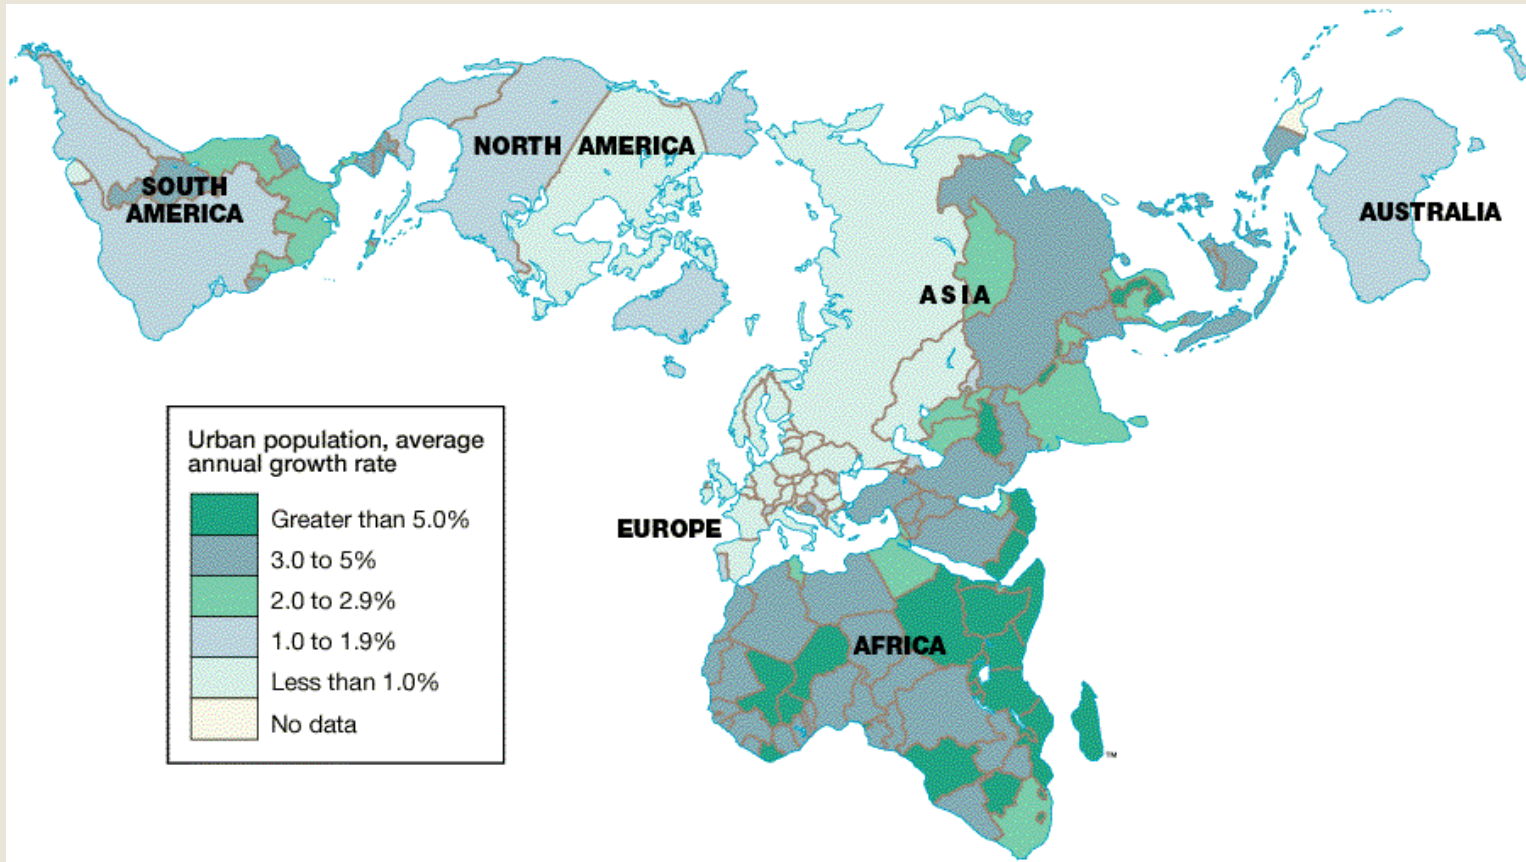 NORTH AMERICA
SOUTH
AMERICA
AUSTRALIA
ASIA
EUROPE
AFRICA
Urban population, average
annual growth rate
Greater than 5.0%
3.0 to 5%
2.0 to 2.9%
1.0 to 1.9%
Less than 1.0%
No data
™